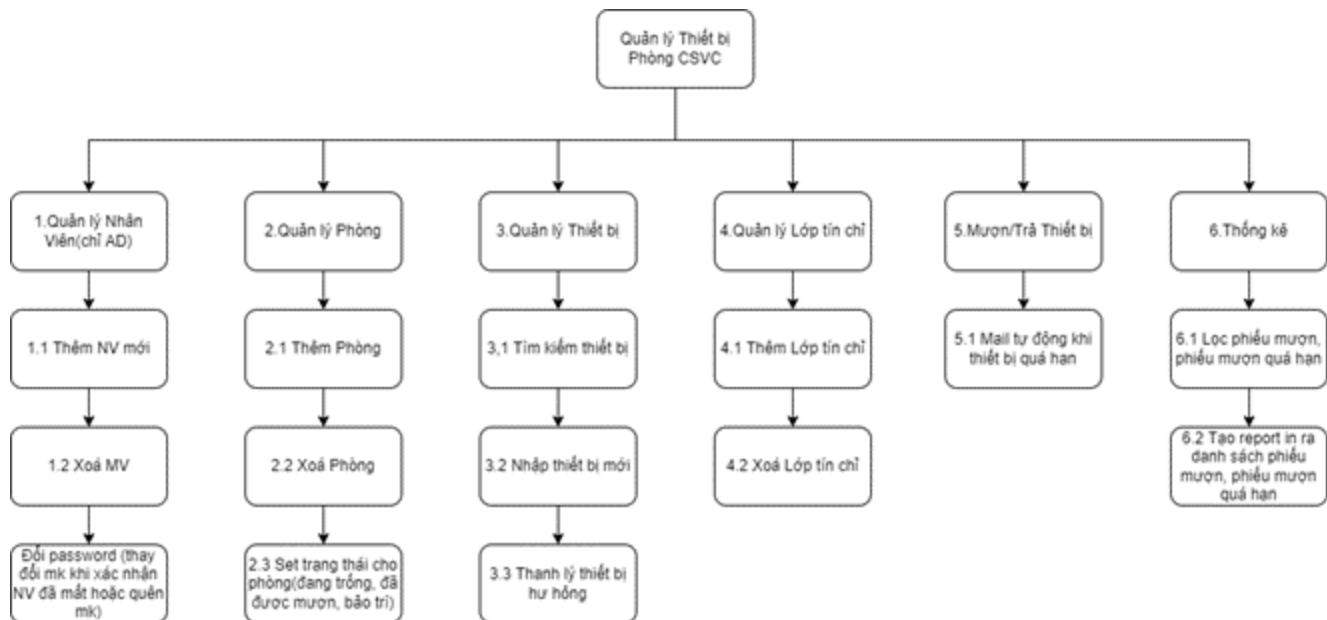 Quản lý Thiết bị
Phòng CSVC
1.Quản lý Nhân
Viên(chỉ AD)
2.Quản lý Phòng
3.Quản lý Thiết bị
4.Quản lý Lớp tín chỉ
5.Mượn/Trả Thiết bị
6.Thống kê
1.1 Thêm NV mới
2.1 Thêm Phòng
3,1 Tìm kiếm thiết bị
4.1 Thêm Lớp tín chỉ
5.1 Mail tự động khi
thiết bị quá hạn
6.1 Lọc phiếu mượn,
phiếu mượn quá hạn
1.2 Xoá MV
2.2 Xoá Phòng
3.2 Nhập thiết bị mới
4.2 Xoá Lớp tín chỉ
6.2 Tạo report in ra
danh sách phiếu
mượn, phiếu mượn
quá hạn
Đổi password (thay
đổi mk khi xác nhận
NV đã mất hoặc quên
mk)
2.3 Set trạng thái cho
phòng(đang trống, đã
được mượn, bảo trì)
3.3 Thanh lý thiết bị
hư hỏng